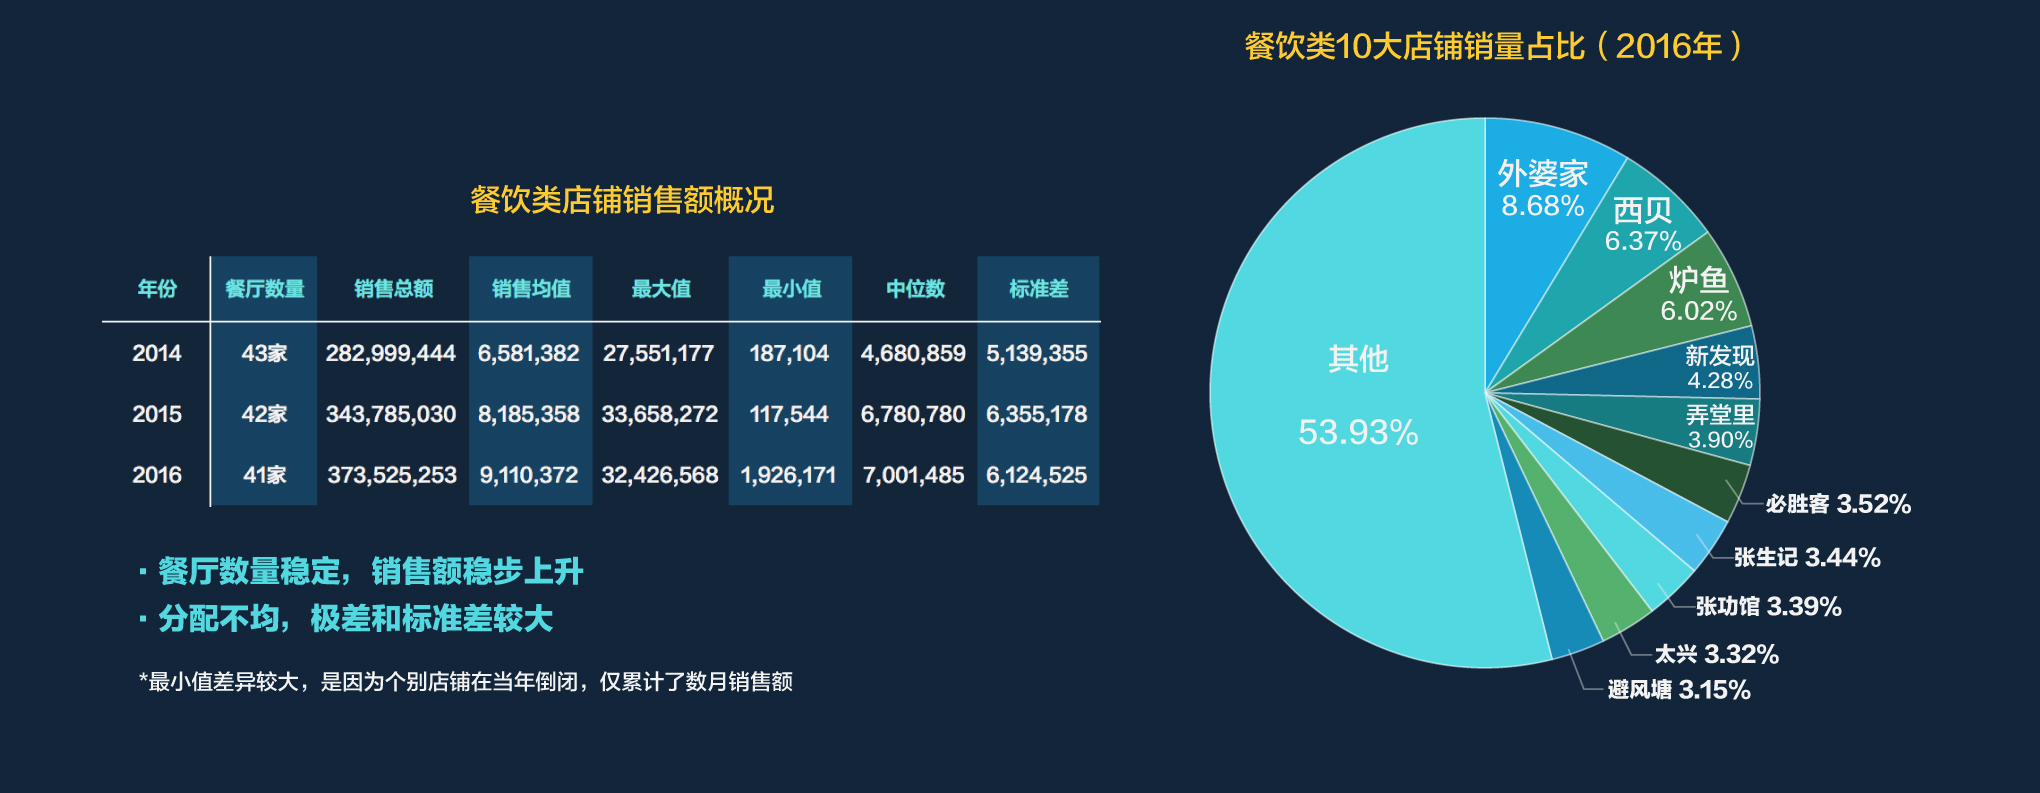 餐饮类店铺销售额概况
年份 餐厅数量 销售总额 销售均值 最大值 最小值 中位数 标准差
2014 43家 282,999,444 6,581,382 27,551,177 187,104 4,680,859 5,139,355
2015 42家 343,785,030 8,185,358 33,658,272 117,544 6,780,780 6,355,178
2016 41家 373,525,253 9,110,372 32,426,568 1,926,171 7,001,485 6,124,525
· 餐厅数量稳定，销售额稳步上升
· 分配不均，极差和标准差较大
*最小值差异较大，是因为个别店铺在当年倒闭，仅累计了数月销售额
餐饮类10大店铺销量占比（2016年）
外婆家
8.68%
西贝
6.37%
炉鱼
6.02%
新发现
4.28%
弄堂里
3.90%
必胜客 3.52%
张生记 3.44%
张功馆 3.39%
太兴 3.32%
避风塘 3.15%
其他
53.93%